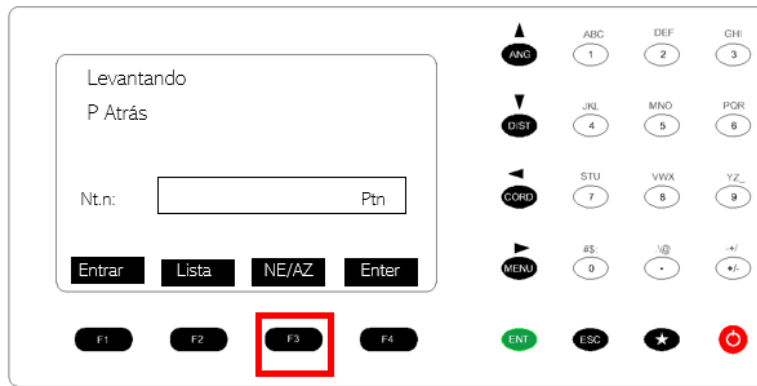 Levantando
P Atrás
Nt.n: Ptn
Entrar Lista NE/AZ Enter
F1 F2 F3 F4
ABC DEF GHI
ANG 1 2 3
JKL MNO PQR
DIST 4 5 6
STU VWX YZ_
CORD 7 8 9
#$: .\@ -+/
MENU 0 • +/-
ENT ESC ★